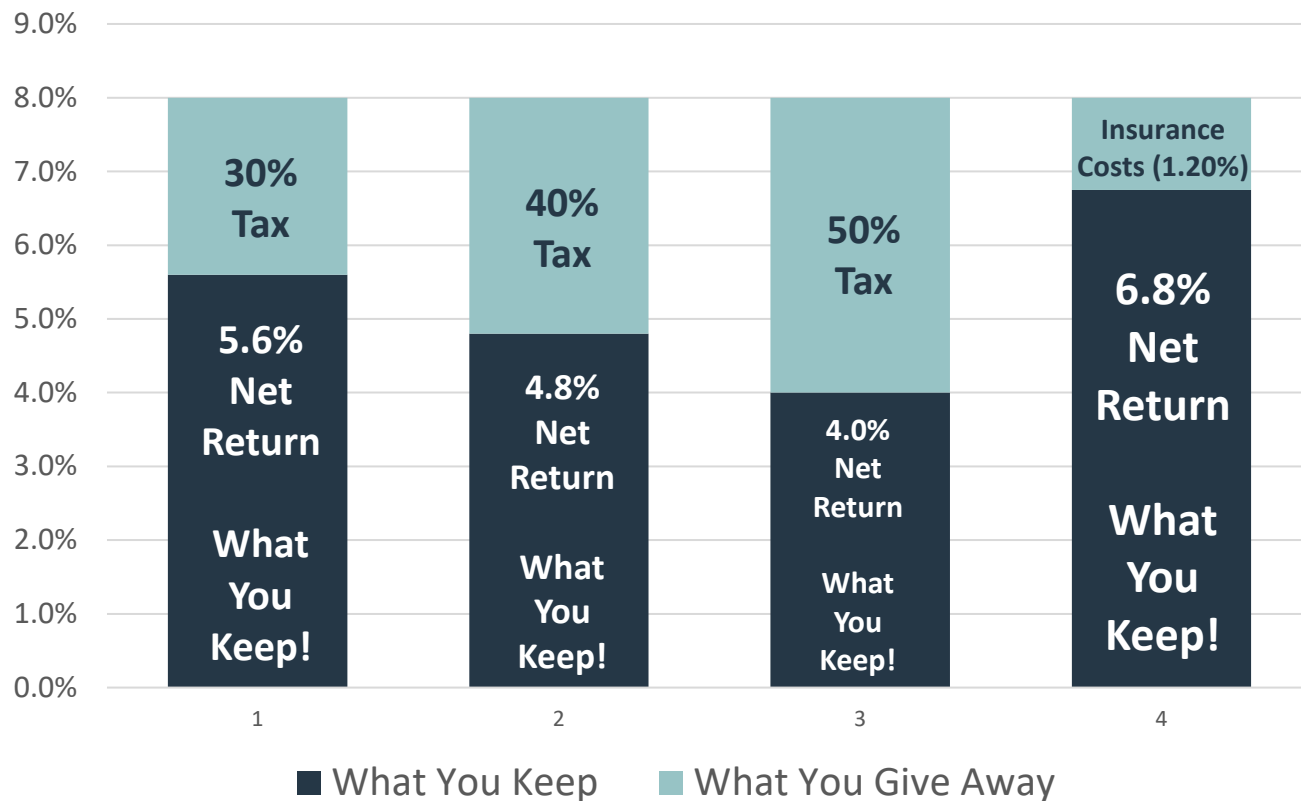 9.0%
8.0%
7.0%
6.0%
5.0%
4.0%
3.0%
2.0%
1.0%
0.0%
30%
Tax
5.6%
Net
Return
What
You
Keep!
40%
Tax
4.8%
Net
Return
What
You
Keep!
50%
Tax
4.0%
Net
Return
What
You
Keep!
Insurance
Costs (1.20%)
6.8%
Net
Return
What
You
Keep!
1
2
3
4
What You Keep
What You Give Away